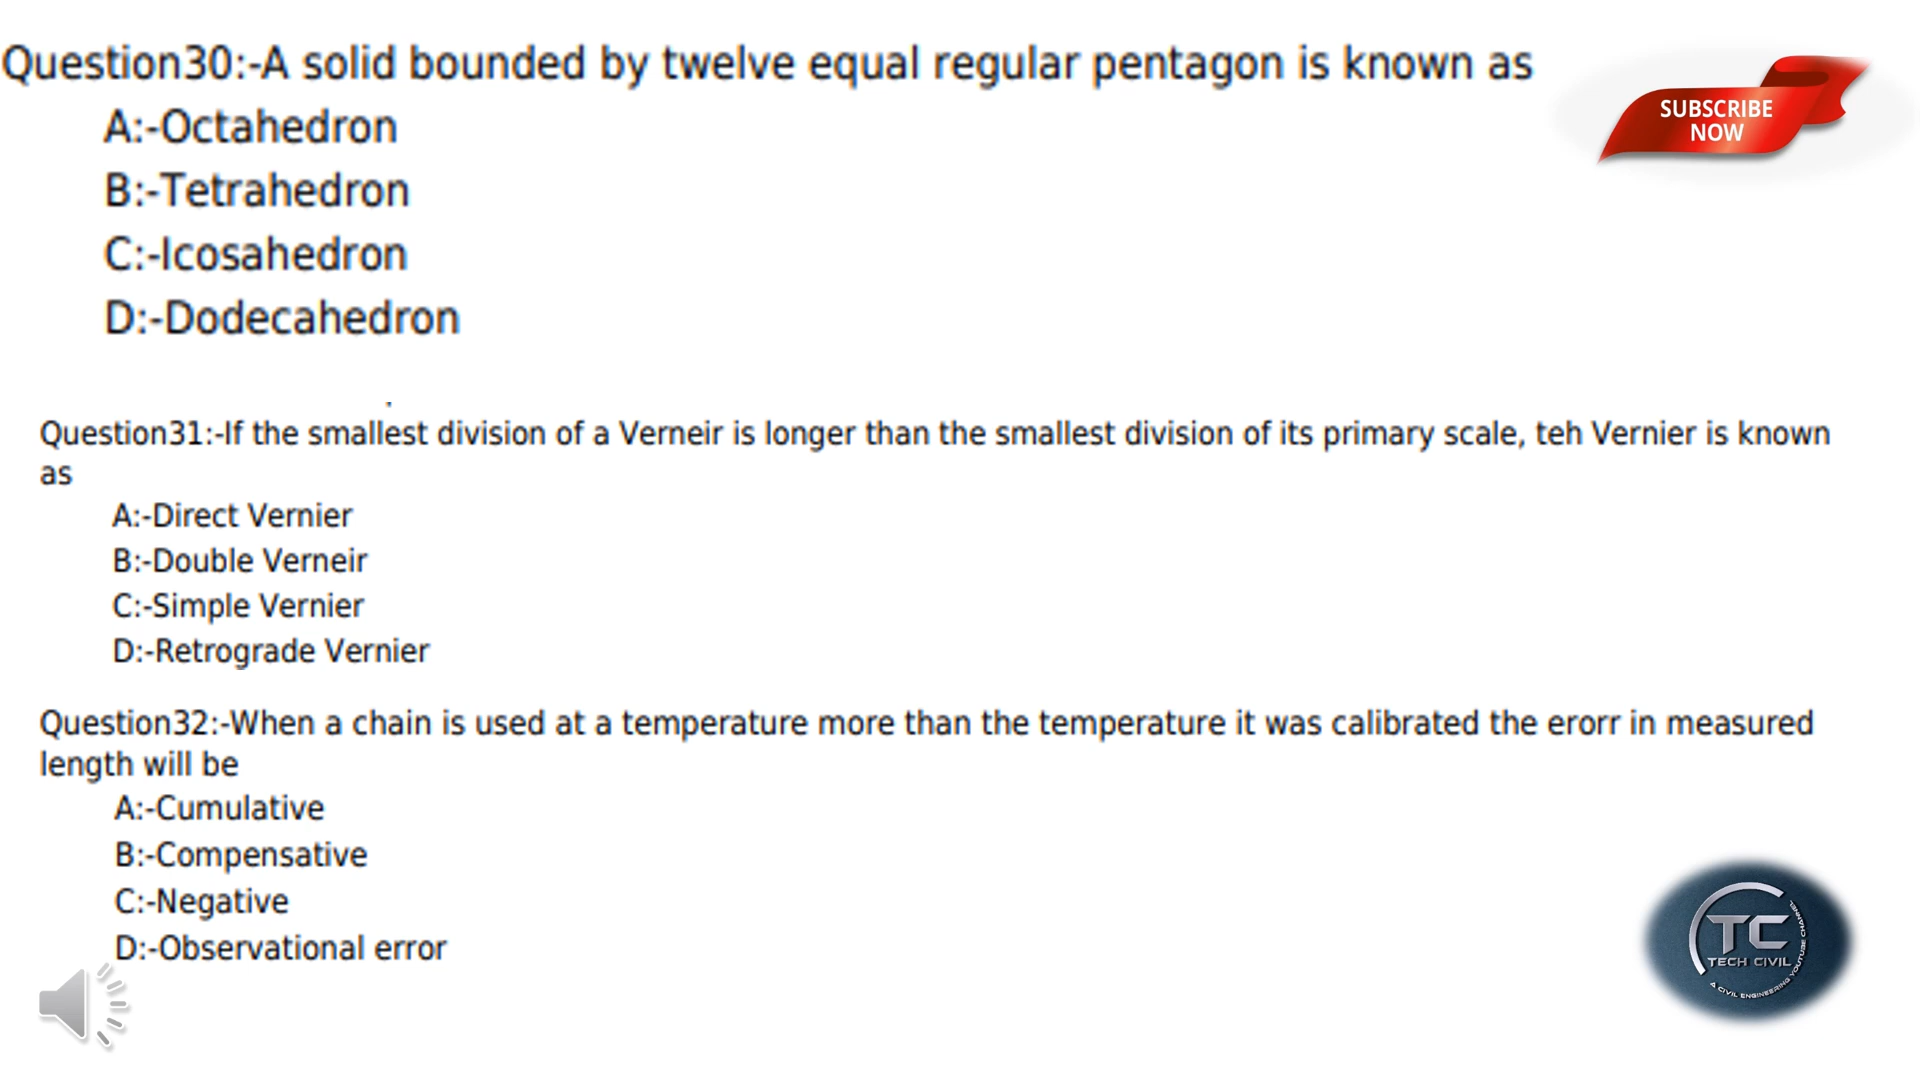 Question30:-A solid bounded by twelve equal regular pentagon is known as
SUBSCRIBE
NOW
A:-Octahedron
B:-Tetrahedron
C:-Icosahedron
D:-Dodecahedron
Question31:-If the smallest division of a Verneir is longer than the smallest division of its primary scale, teh Vernier is known
as
A:-Direct Vernier
B:-Double Verneir
C:-Simple Vernier
D:-Retrograde Vernier
Question32:-When a chain is used at a temperature more than the temperature it was calibrated the erorr in measured
length will be
A:-Cumulative
B:-Compensative
C:-Negative
D:-Observational error
TC
TECH CIVIL
A CIVIL ENGINEERING YOUTUBE CHANNEL